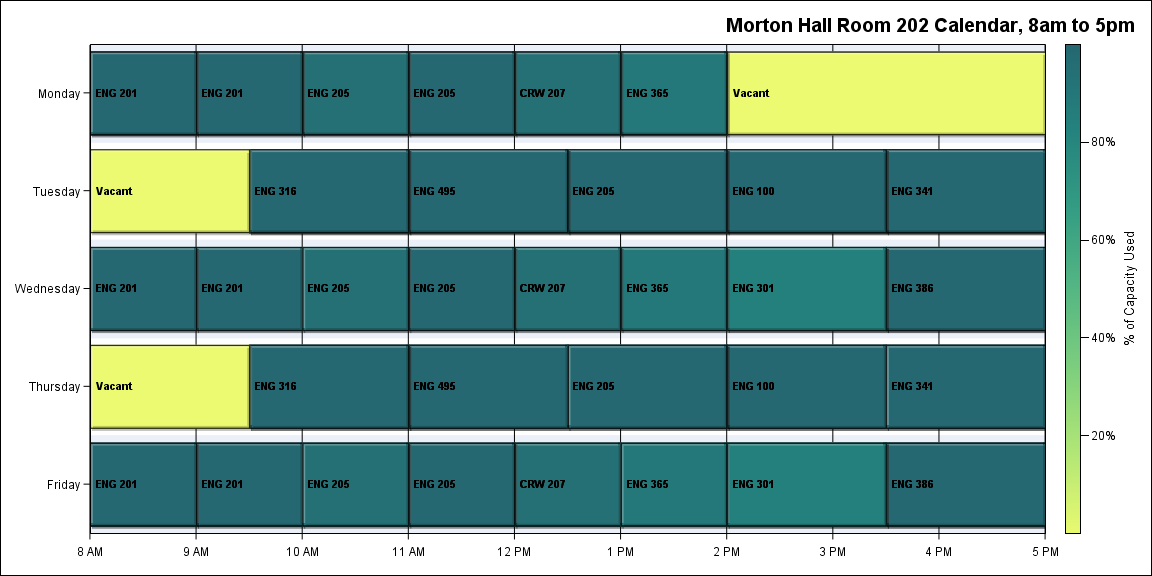 Morton Hall Room 202 Calendar, 8am to 5pm
Monday
ENG 201
ENG 201
ENG 205
ENG 205
CRW 207
ENG 365
Vacant
Tuesday
Vacant
ENG 316
ENG 495
ENG 205
ENG 100
ENG 341
Wednesday
ENG 201
ENG 201
ENG 205
ENG 205
CRW 207
ENG 365
ENG 301
ENG 386
Thursday
Vacant
ENG 316
ENG 495
ENG 205
ENG 100
ENG 341
Friday
ENG 201
ENG 201
ENG 205
ENG 205
CRW 207
ENG 365
ENG 301
ENG 386
8 AM
9 AM
10 AM
11 AM
12 PM
1 PM
2 PM
3 PM
4 PM
5 PM
80%
60%
40%
20%
% of Capacity Used